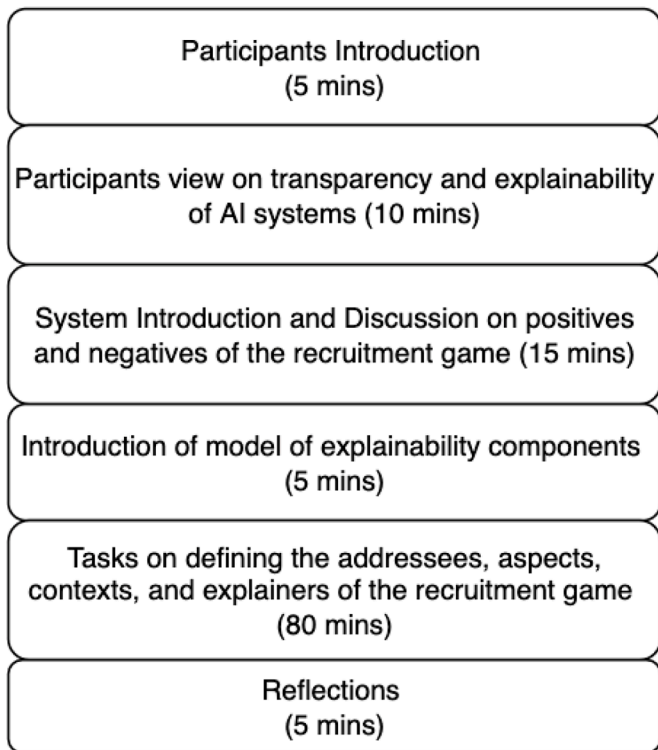 Participants Introduction
(5 mins)
Participants view on transparency and explainability
of AI systems (10 mins)
System Introduction and Discussion on positives
and negatives of the recruitment game (15 mins)
Introduction of model of explainability components
(5 mins)
Tasks on defining the addressees, aspects,
contexts, and explainers of the recruitment game
(80 mins)
Reflections
(5 mins)